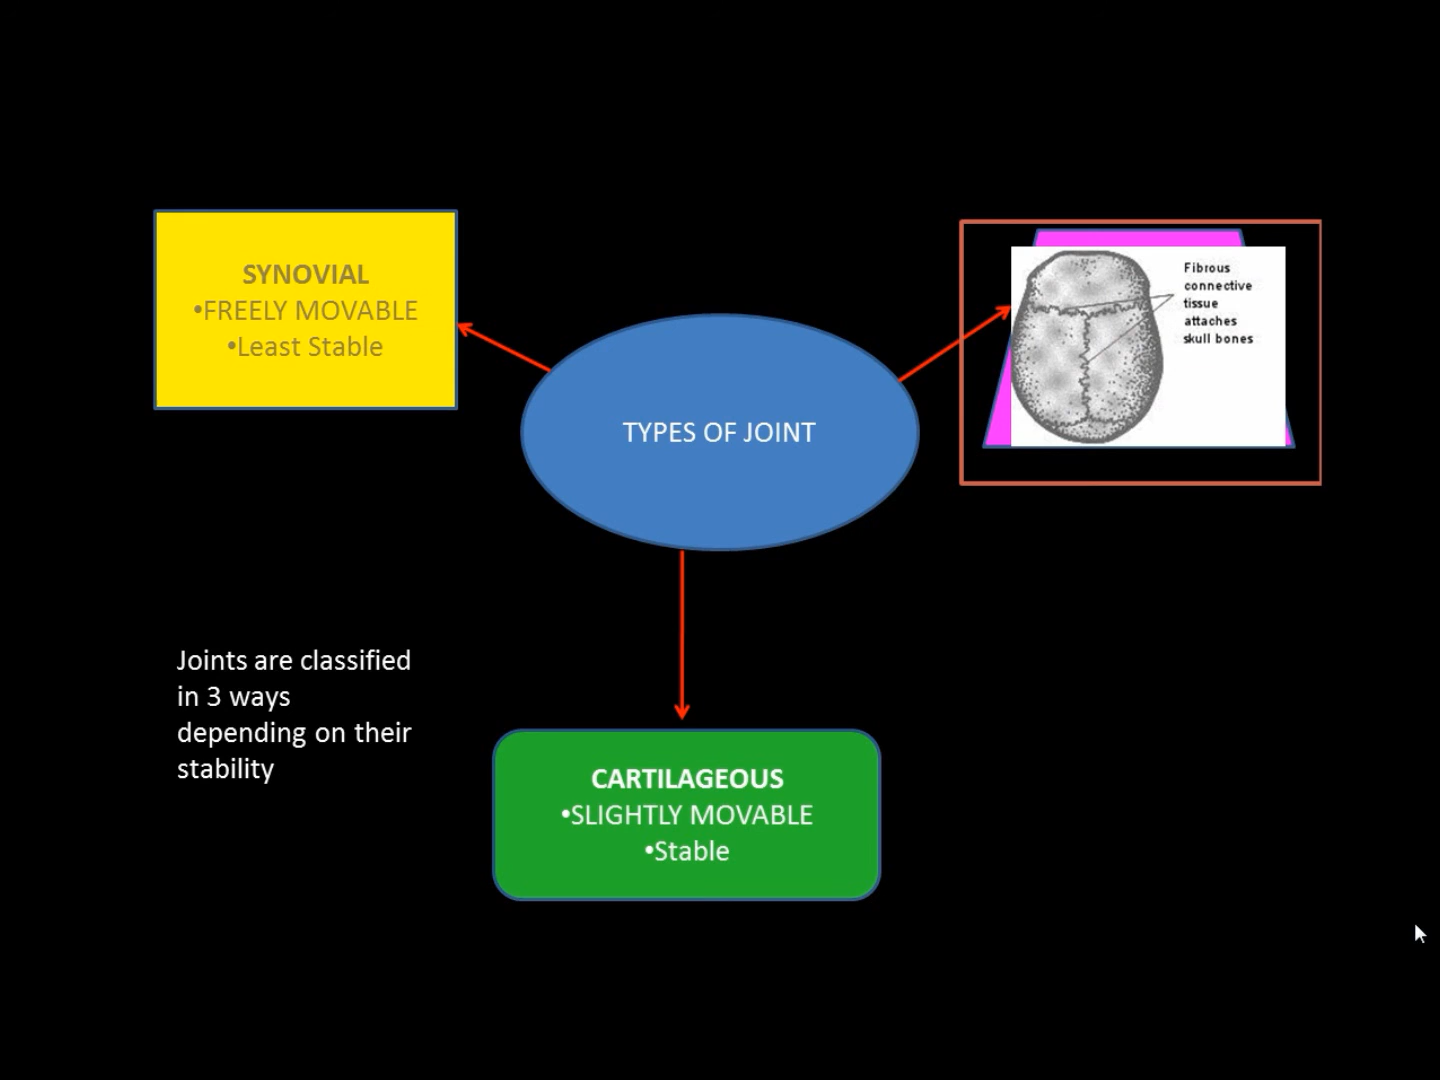 SYNOVIAL
•FREELY MOVABLE
•Least Stable
TYPES OF JOINT
Fibrous
connective
tissue
attaches
skull bones
Joints are classified
in 3 ways
depending on their
stability
CARTILAGEOUS
•SLIGHTLY MOVABLE
•Stable